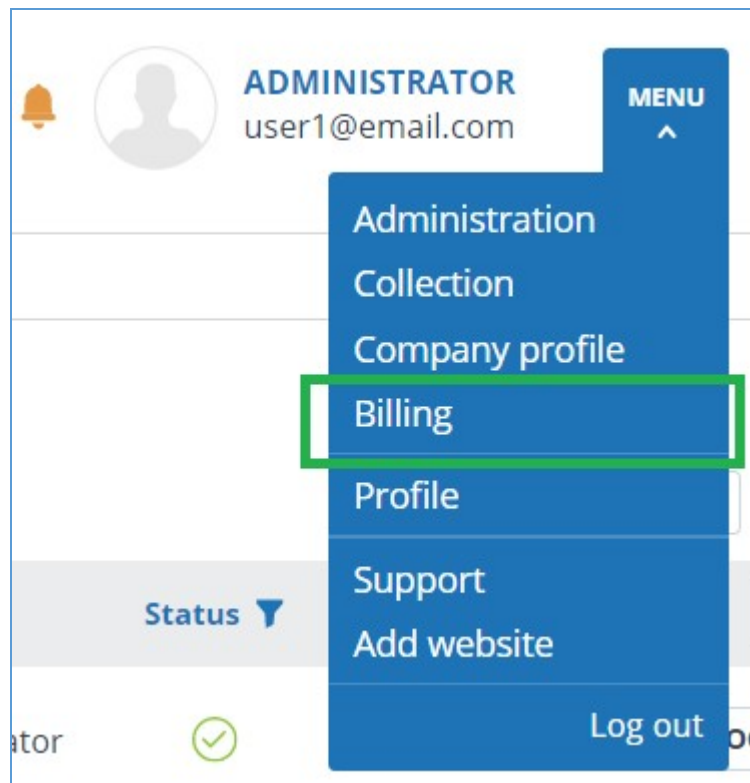 ADMINISTRATOR
user1@email.com
MENU
Administration
Collection
Company profile
Billing
Profile
Support
Status
Add website
Log out